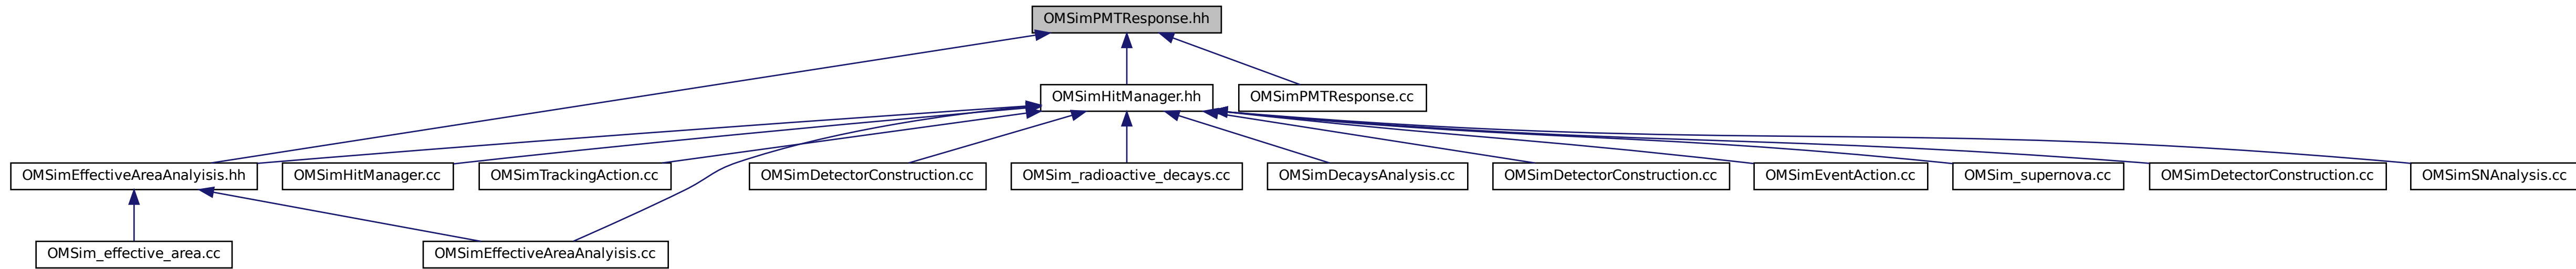 OMSimPMTResponse.hh
OMSimHitManager.hh
OMSimPMTResponse.cc
OMSimEffectiveAreaAnalyisis.hh
OMSimHitManager.cc
OMSimTrackingAction.cc
OMSimDetectorConstruction.cc
OMSim_radioactive_decays.cc
OMSimDecaysAnalysis.cc
OMSimDetectorConstruction.cc
OMSimEventAction.cc
OMSim_supernova.cc
OMSimDetectorConstruction.cc
OMSimSNAnalysis.cc
OMSim_effective_area.cc
OMSimEffectiveAreaAnalyisis.cc